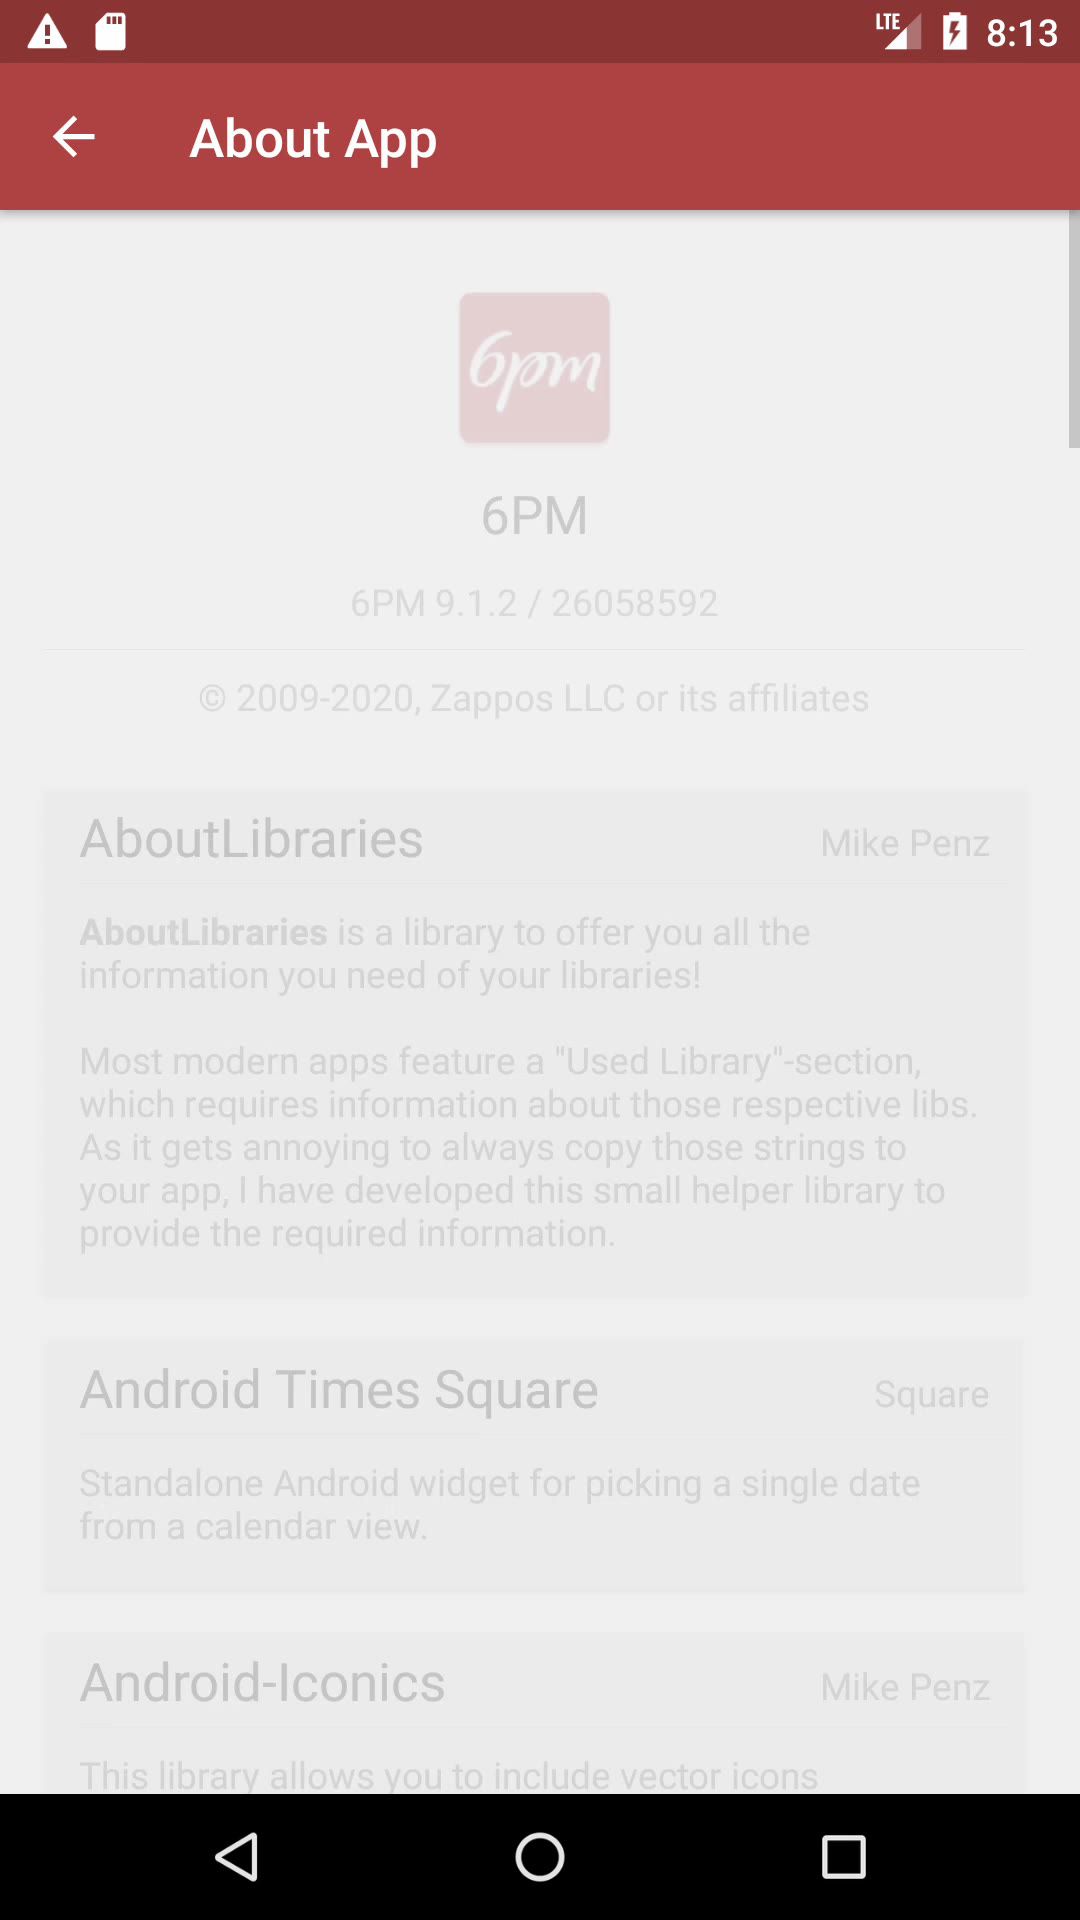 LTE 8:13
About App
6pm
6PM
6PM 9.1.2 / 26058592
© 2009-2020, Zappos LLC or its affiliates
AboutLibraries Mike Penz
AboutLibraries is a library to offer you all the
information you need of your libraries!
Most modern apps feature a "Used Library"-section,
which requires information about those respective libs.
As it gets annoying to always copy those strings to
your app, I have developed this small helper library to
provide the required information.
Android Times Square Square
Standalone Android widget for picking a single date
from a calendar view.
Android-Iconics Mike Penz
This library allows you to include vector icons